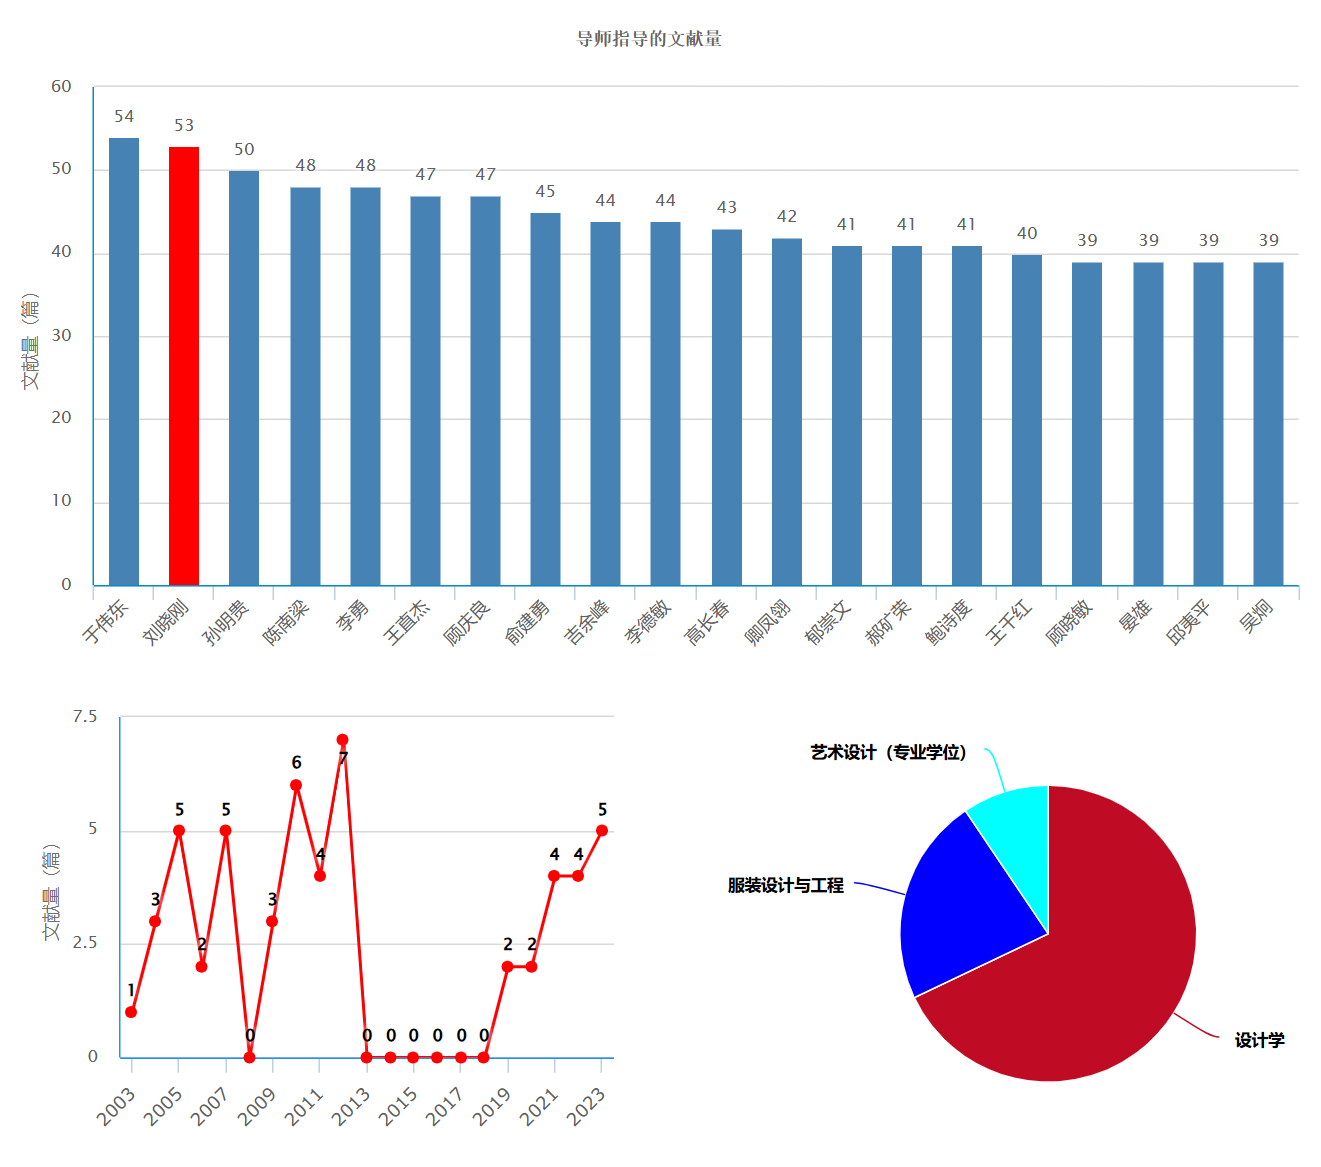 导师指导的文献量
文献量（篇）
60
50
40
30
20
10
0
54
53
50
48
48
47
47
45
44
44
43
42
41
41
41
40
39
39
39
39
于伟东
刘晓刚
孙明贵
陈南梁
李勇
王直杰
顾庆良
俞建勇
吉余峰
李德敏
高长春
卿凤翎
郁崇文
郝矿荣
鲍诗度
王千红
顾晓敏
晏雄
邱夷平
吴炯
文献量（篇）
7.5
5
2.5
0
1
3
5
2
5
0
3
6
4
7
0
0
0
0
0
0
2
2
4
4
5
2003
2005
2007
2009
2011
2013
2015
2017
2019
2021
2023
艺术设计（专业学位）
服装设计与工程
设计学